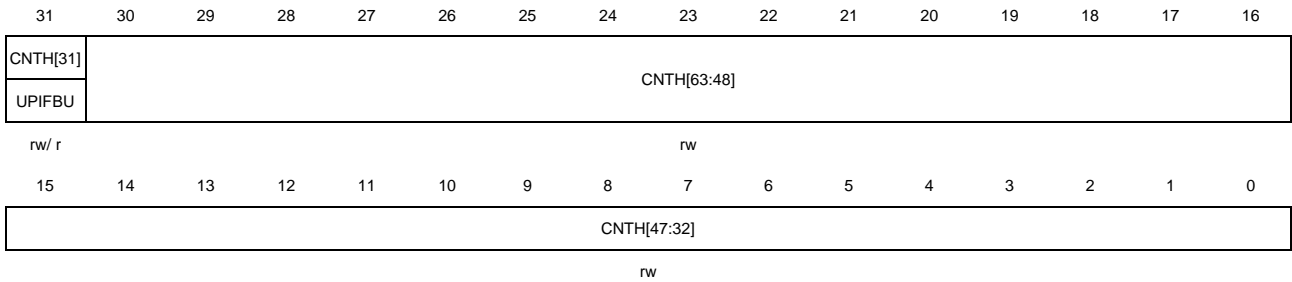 31 30 29 28 27 26 25 24 23 22 21 20 19 18 17 16
CNTH[31]
UPIFBU
CNTH[63:48]
rw/ r rw
15 14 13 12 11 10 9 8 7 6 5 4 3 2 1 0
CNTH[47:32]
rw